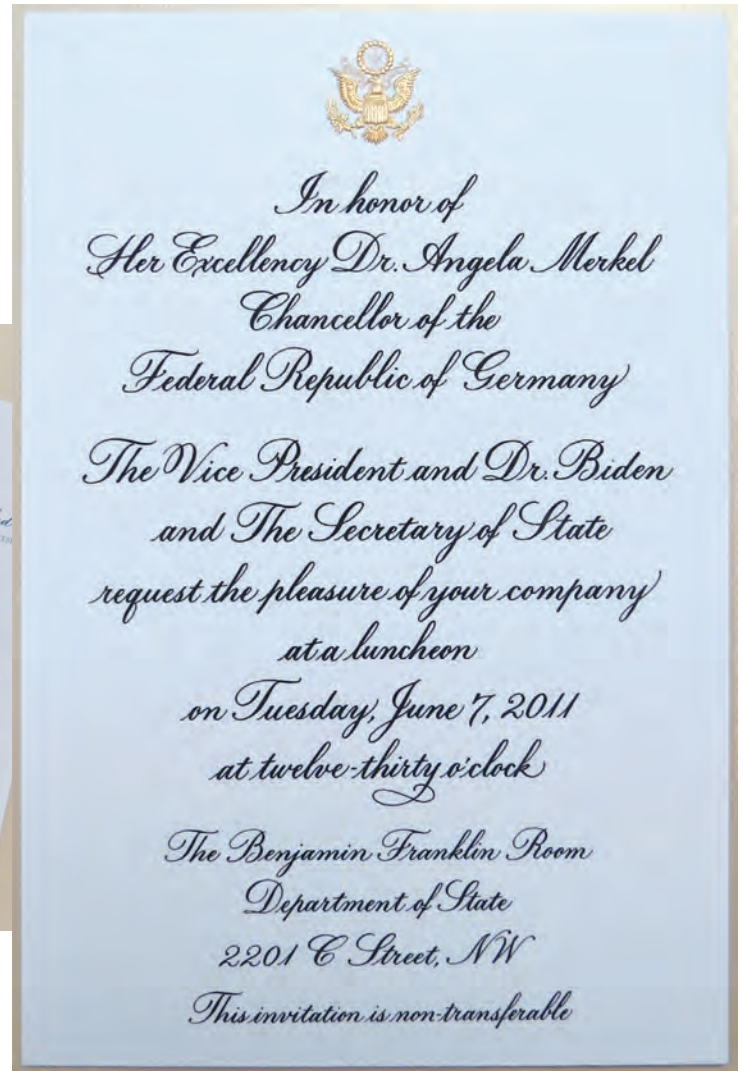 In honor of
Her Excellency Dr. Angela Merkel
Chancellor of the
Federal Republic of Germany
The Vice President and Dr. Biden
and The Secretary of State
request the pleasure of your company
at a luncheon
on Tuesday, June 7, 2011
at twelve-thirty o'clock
The Benjamin Franklin Room
Department of State
2201 C Street, NW
This invitation is non-transferable